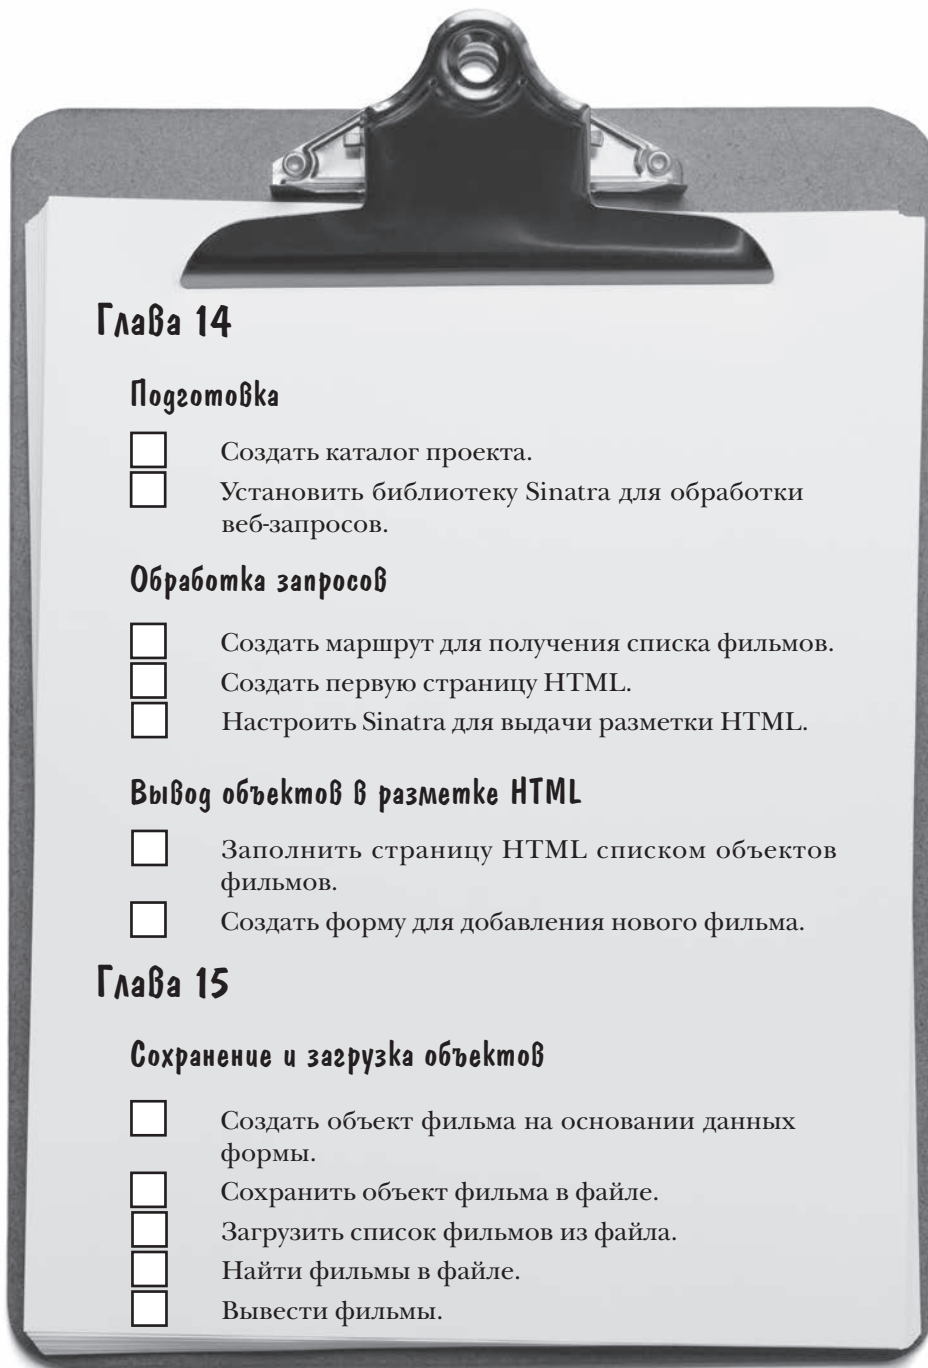 Глава 14
Подготовка
Создать каталог проекта.
Установить библиотеку Sinatra для обработки
веб-запросов.
Обработка запросов
Создать маршрут для получения списка фильмов.
Создать первую страницу HTML.
Настроить Sinatra для выдачи разметки HTML.
Вывод объектов в разметке HTML
Заполнить страницу HTML списком объектов
фильмов.
Создать форму для добавления нового фильма.
Глава 15
Сохранение и загрузка объектов
Создать объект фильма на основании данных
формы.
Сохранить объект фильма в файле.
Загрузить список фильмов из файла.
Найти фильмы в файле.
Вывести фильмы.